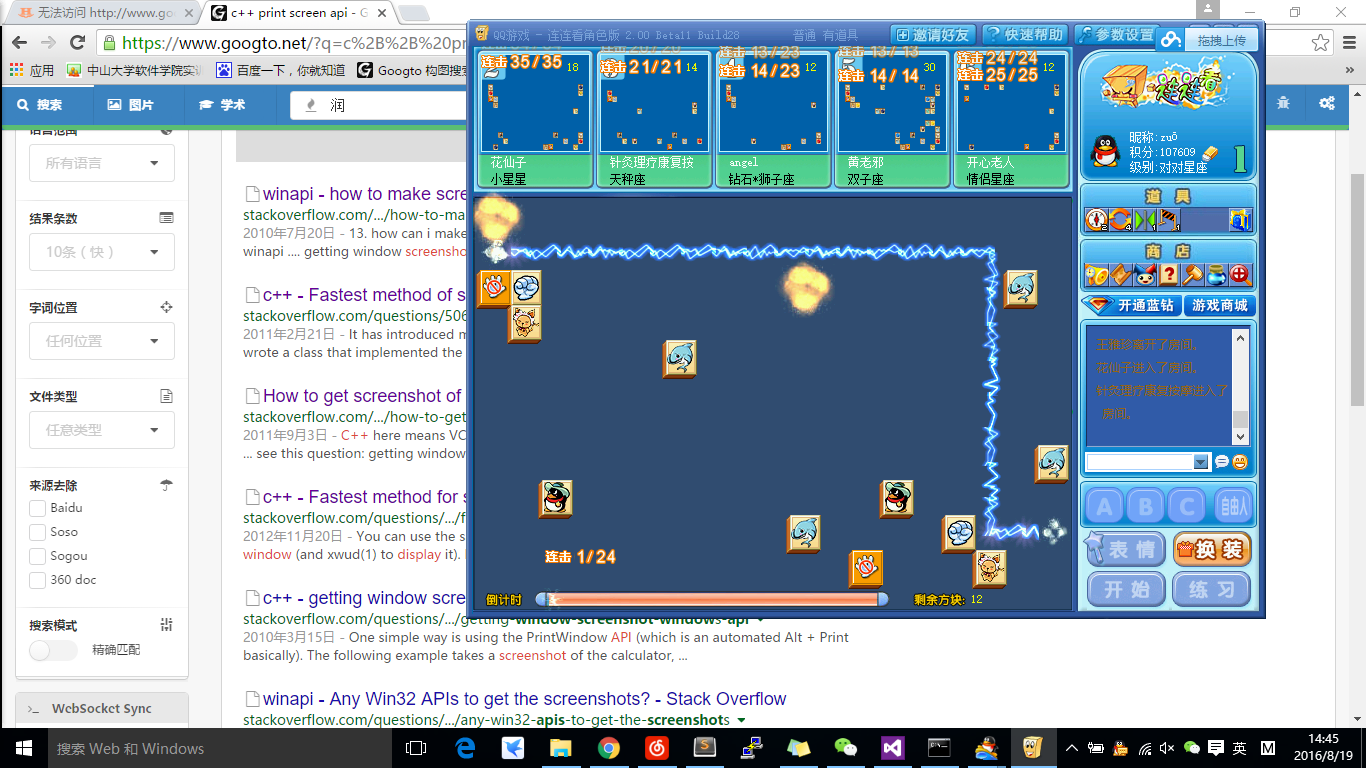 无法访问 http://www.go
c++ print screen api - G
https://www.googto.net/?q=c%2B%2B%20pr
应用
中山大学软件学院实
百度一下，你就知道
Googto 构图搜索
搜索
图片
学术
润
语言范围
所有语言
结果条数
10条（快）
字词位置
任何位置
文件类型
任意类型
来源去除
Baidu
Soso
Sogou
360 doc
搜索模式
精确匹配
WebSocket Sync
winapi - how to make scre
stackoverflow.com/.../how-to-ma
2010年7月20日 - 13. how can i make
winapi .... getting window screensho
c++ - Fastest method of s
stackoverflow.com/questions/506
2011年2月21日 - It has introduced m
wrote a class that implemented the
How to get screenshot of
stackoverflow.com/.../how-to-get
2011年9月3日 - C++ here means VC
... see this question: getting window
c++ - Fastest method for s
stackoverflow.com/questions/.../f
2012年11月20日 - You can use the s
window (and xwud(1) to display it).
c++ - getting window scre
stackoverflow.com/questions/.../getting-window-screenshot-windows-api
2010年3月15日 - One simple way is using the PrintWindow API (which is an automated Alt + Print
basically). The following example takes a screenshot of the calculator, ...
winapi - Any Win32 APIs to get the screenshots? - Stack Overflow
stackoverflow.com/questions/.../any-win32-apis-to-get-the-screenshots
QQ游戏 - 连连看角色版 2.00 Beta1 Build28
普通 有道具
邀请好友
快速帮助
参数设置
拖拽上传
连击 35/35
18
花仙子
小星星
连击 21/21
14
针灸理疗康复按
天秤座
连击 13/23
连击 14/23
12
angel
钻石*狮子座
连击 13/13
连击 14/14
30
黄老邪
双子座
连击 24/24
连击 25/25
12
开心老人
情侣星座
连连看
昵称:zuǒ
积分:107609
级别:对对星座
1
道 具
2
4
1
1
商 店
开通蓝钻
游戏商城
王雅珍离开了房间。
花仙子进入了房间。
针灸理疗康复按摩进入了
房间。
A
B
C
自由人
表 情
换 装
开 始
练 习
连击 1/24
倒计时
剩余方块: 12
搜索 Web 和 Windows
英
M
14:45
2016/8/19